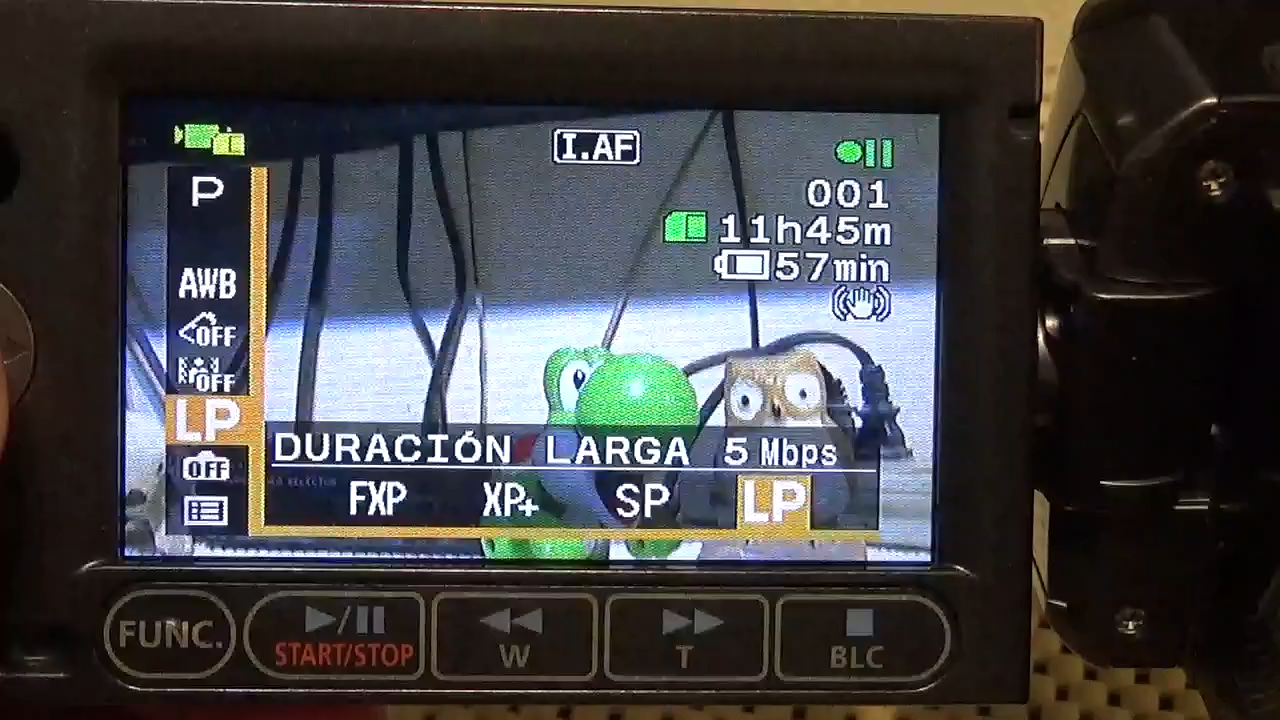 I.AF
P
001
11h45m
57min
AWB
OFF
OFF
LP
DURACIÓN LARGA 5 Mbps
OFF
FXP XP+ SP LP
FUNC.
START/STOP
W
T
BLC